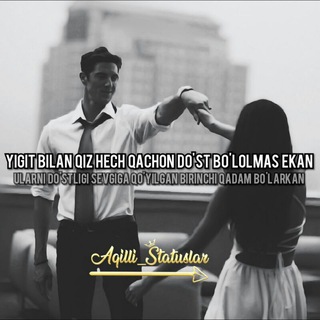 YIGIT BILAN QIZ HECH QACHON DO'ST BO'LOLMAS EKAN
ULARNI DO'STLIGI SEVGIGA QO'YILGAN BIRINCHI QADAM BO'LARKAN
Aqilli_Statuslar